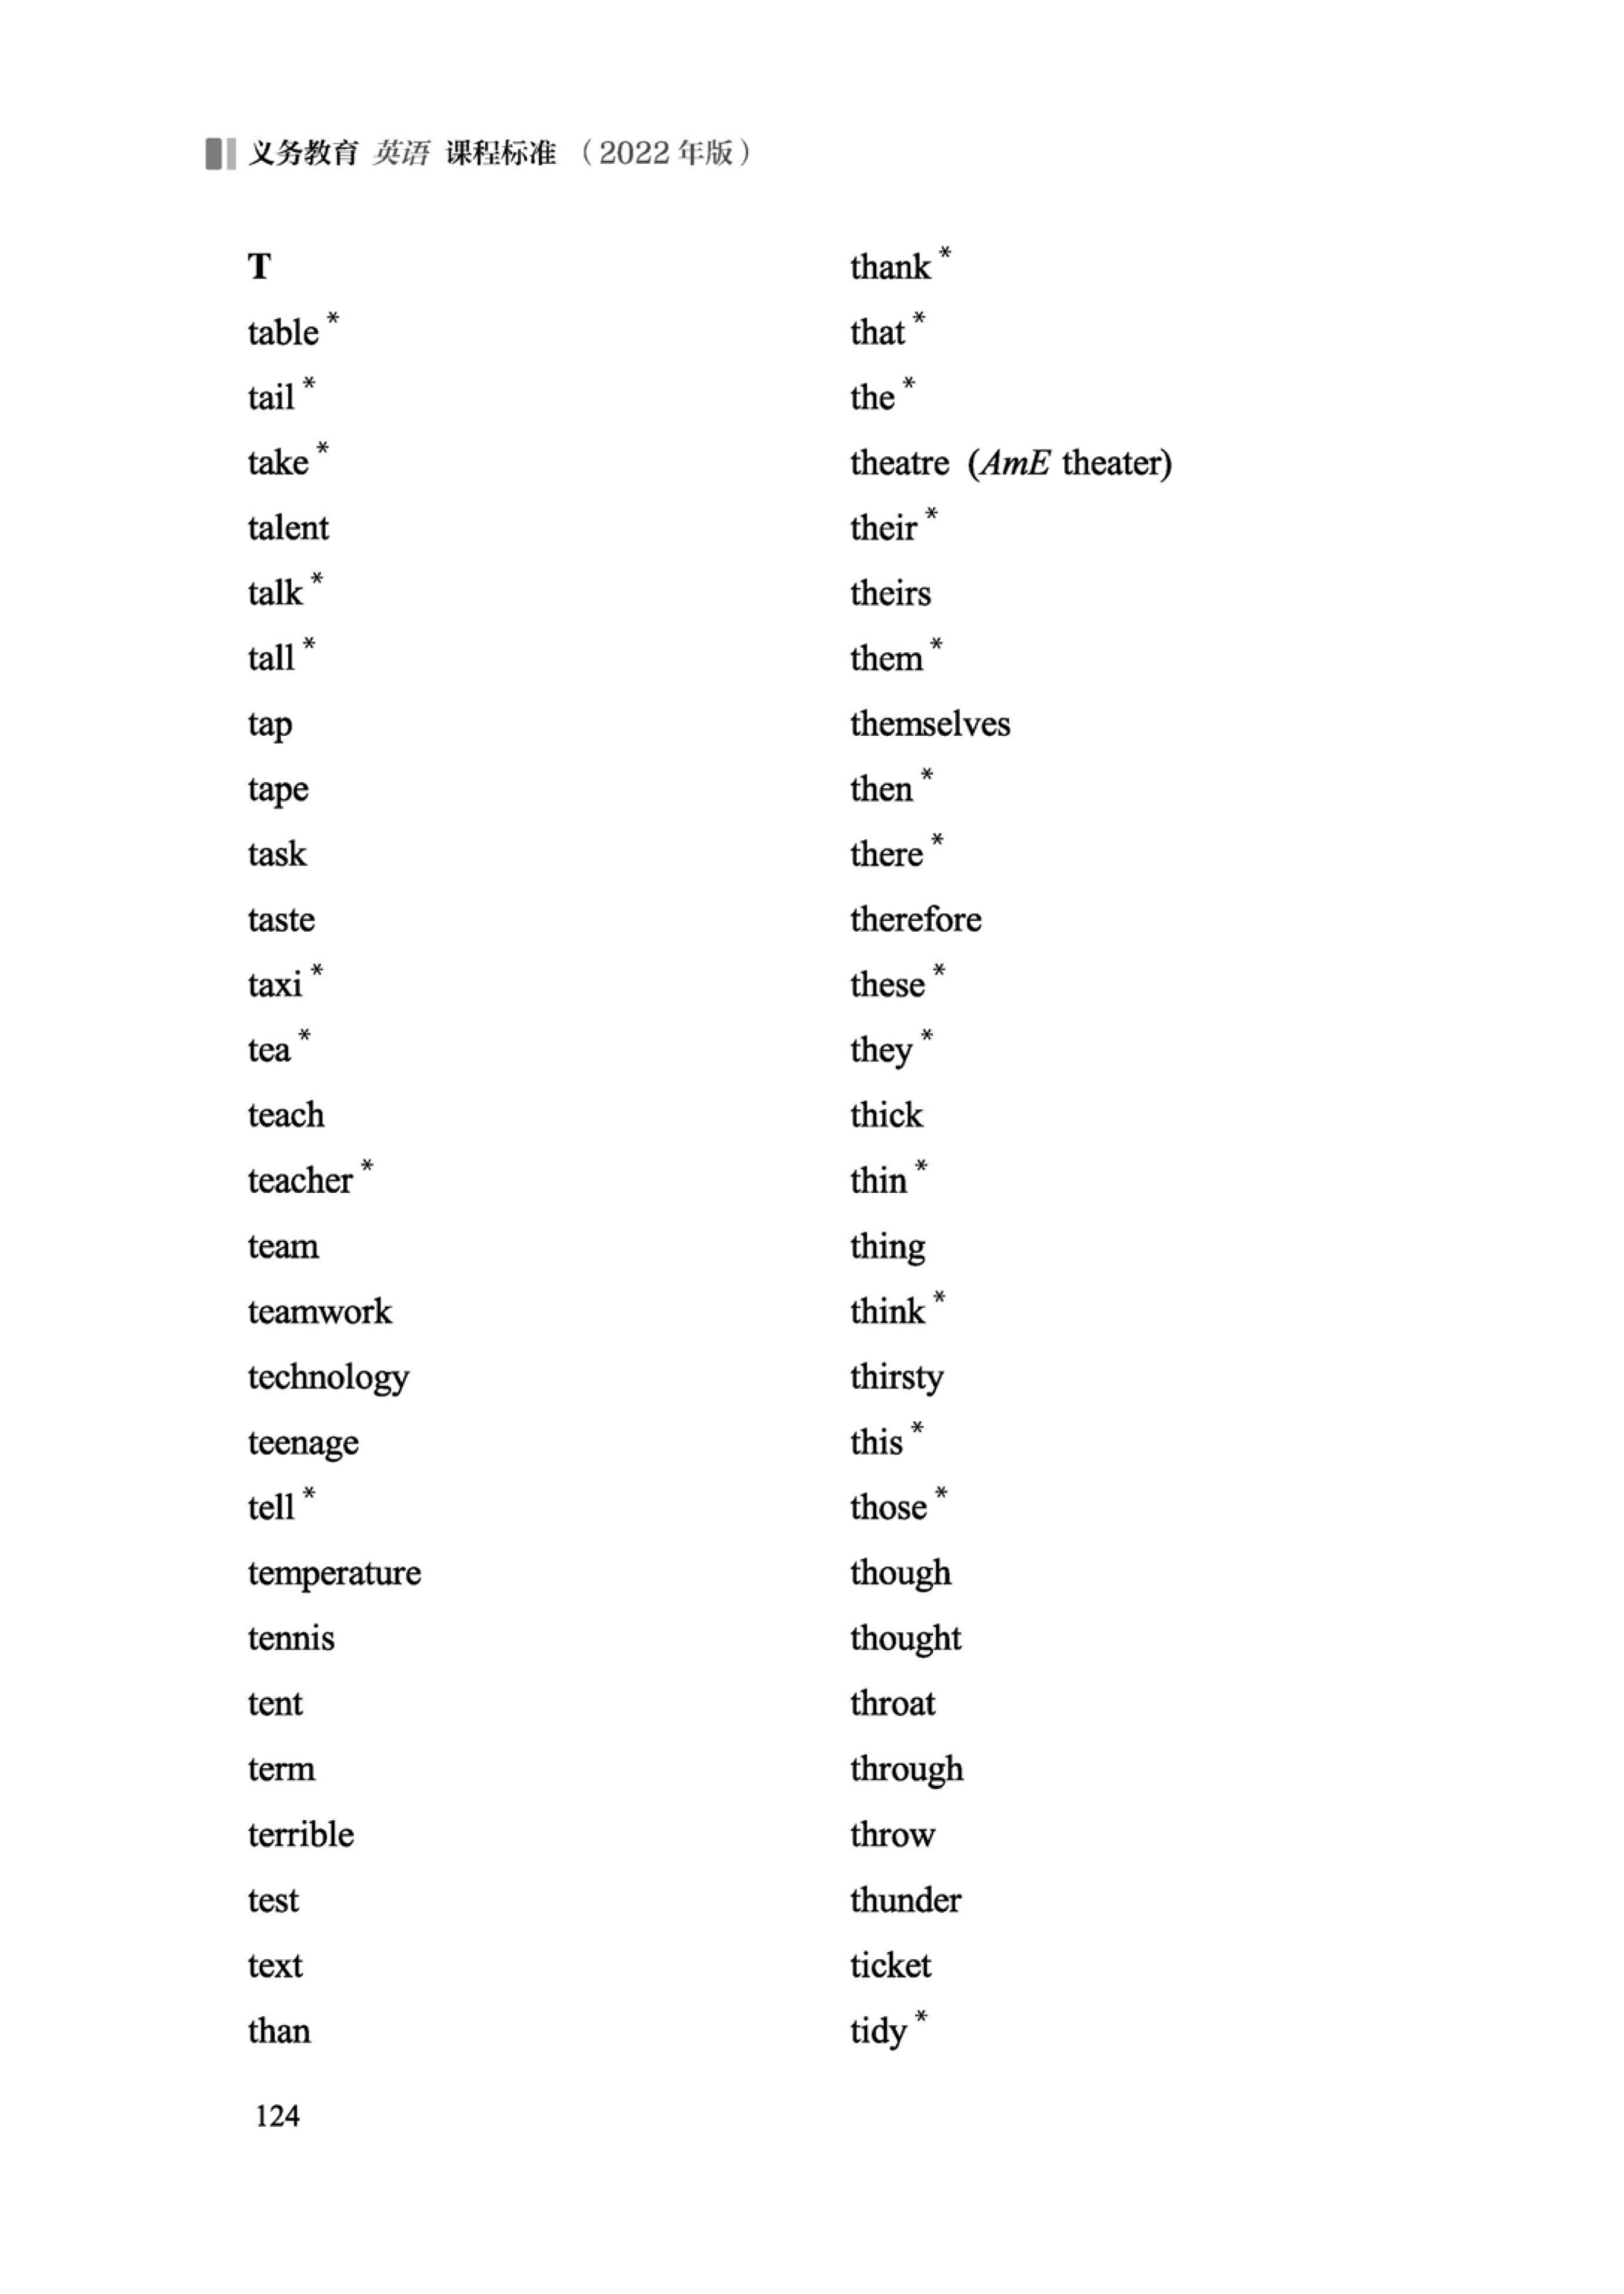 义务教育 英语 课程标准（2022 年版）
T
table *
tail *
take *
talent
talk *
tall *
tap
tape
task
taste
taxi *
tea *
teach
teacher *
team
teamwork
technology
teenage
tell *
temperature
tennis
tent
term
terrible
test
text
than
thank *
that *
the *
theatre (AmE theater)
their *
theirs
them *
themselves
then *
there *
therefore
these *
they *
thick
thin *
thing
think *
thirsty
this *
those *
though
thought
throat
through
throw
thunder
ticket
tidy *
124